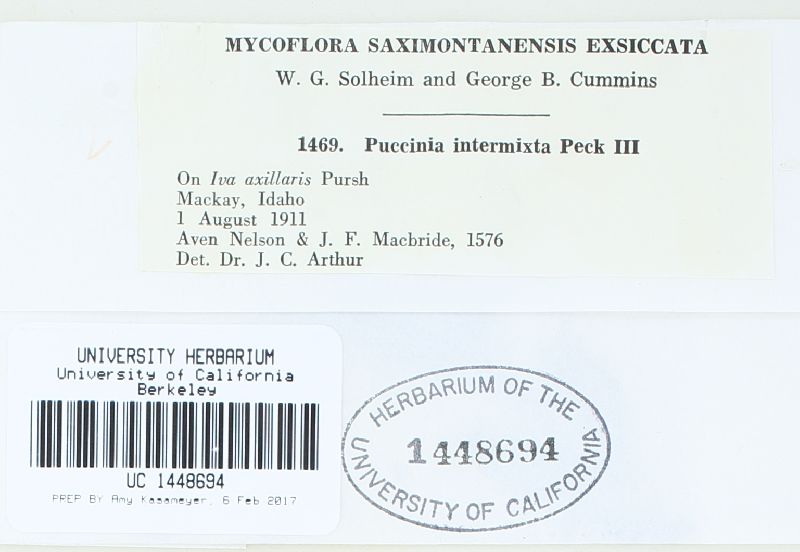 MYCOFLORA SAXIMONTANENSIS EXSICCATA
W. G. Solheim and George B. Cummins
1469. Puccinia intermixta Peck III
On Iva axillaris Pursh
Mackay, Idaho
1 August 1911
Aven Nelson & J. F. Macbride, 1576
Det. Dr. J. C. Arthur
UNIVERSITY HERBARIUM
University of California
Berkeley
UC 1448694
PREP BY Amy Kasameyer, 6 Feb 2017
HERBARIUM OF THE
1448694
UNIVERSITY OF CALIFORNIA